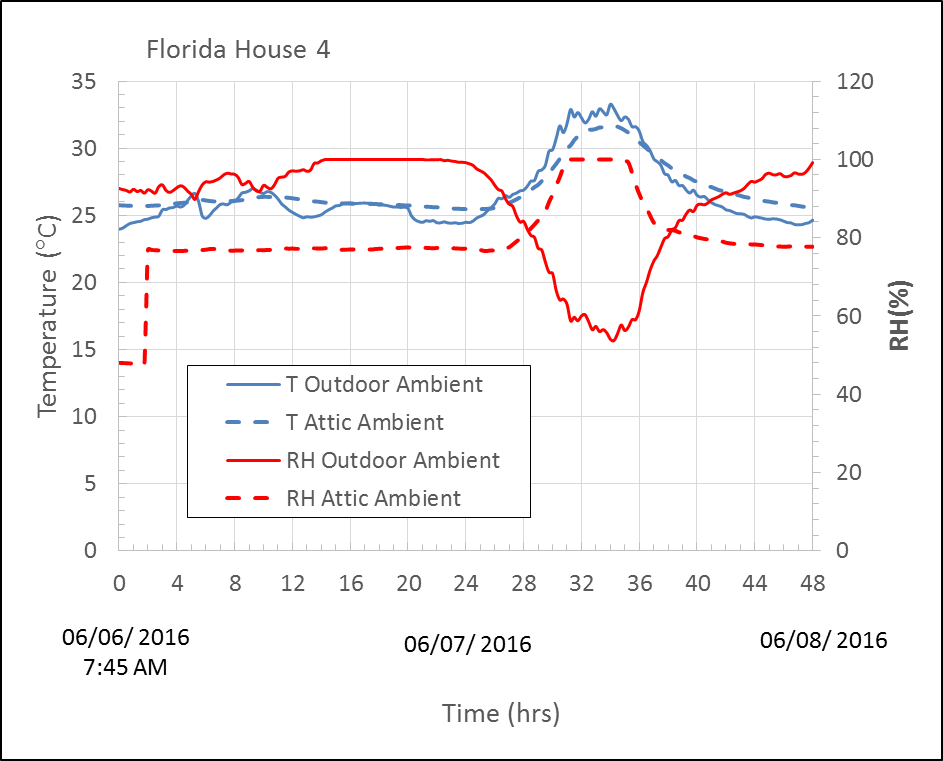 Florida House 4
35
30
25
20
15
10
5
0
Temperature (°C)
120
100
80
60
40
20
0
RH(%)
T Outdoor Ambient
T Attic Ambient
RH Outdoor Ambient
RH Attic Ambient
0 4 8 12 16 20 24 28 32 36 40 44 48
06/06/ 2016
7:45 AM
06/07/ 2016
06/08/ 2016
Time (hrs)